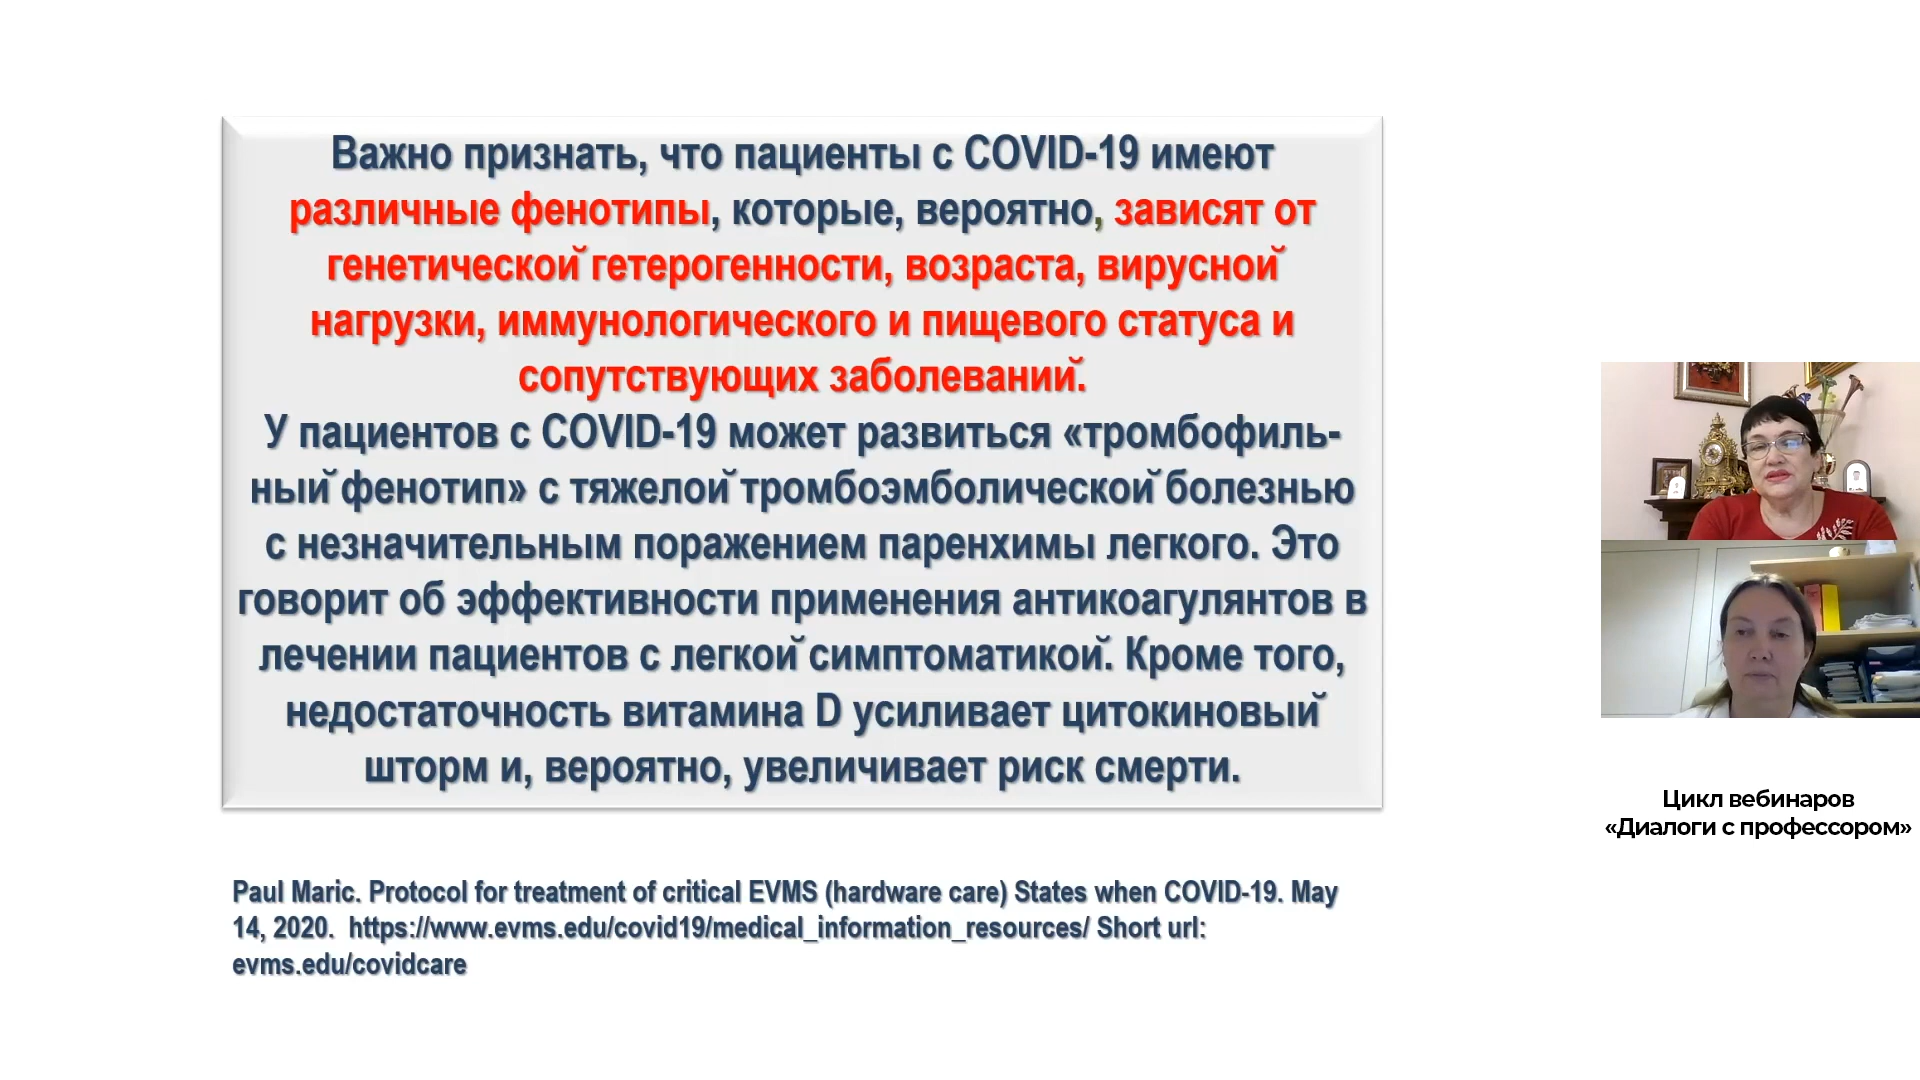 Важно признать, что пациенты с COVID-19 имеют
различные фенотипы, которые, вероятно, зависят от
генетической гетерогенности, возраста, вирусной
нагрузки, иммунологического и пищевого статуса и
сопутствующих заболеваний.
У пациентов с COVID-19 может развиться «тромбофиль-
ный фенотип» с тяжелой тромбоэмболической болезнью
с незначительным поражением паренхимы легкого. Это
говорит об эффективности применения антикоагулянтов в
лечении пациентов с легкой симптоматикой. Кроме того,
недостаточность витамина D усиливает цитокиновый
шторм и, вероятно, увеличивает риск смерти.
Paul Maric. Protocol for treatment of critical EVMS (hardware care) States when COVID-19. May
14, 2020. https://www.evms.edu/covid19/medical_information_resources/ Short url:
evms.edu/covidcare
Цикл вебинаров
«Диалоги с профессором»